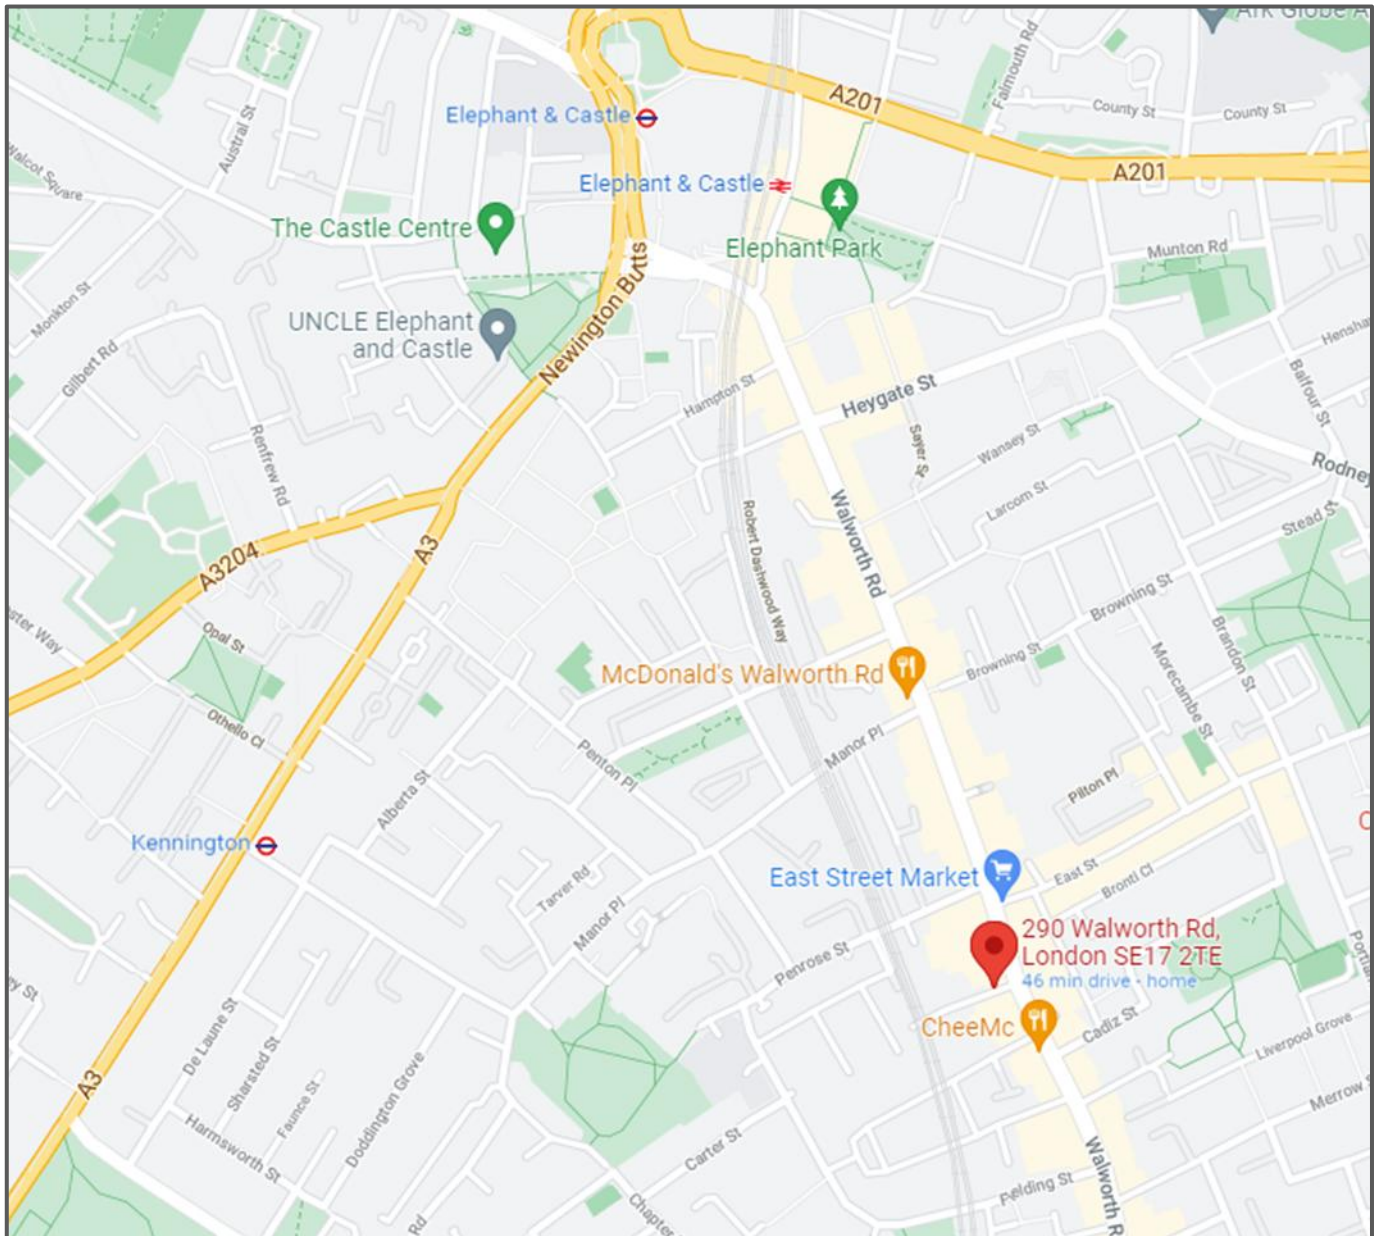 Ark Globe A
Falmouth Rd
A201
County St
County St
Elephant & Castle
Austral St
Walcot Square
A201
Elephant & Castle
The Castle Centre
Elephant Park
Munton Rd
Newington Butts
Monkton St
UNCLE Elephant
and Castle
Gilbert Rd
Hampton St
Heygate St
Balfour St
Renfrew Rd
Sayer St
Wansey St
Rodney
Larcom St
Stead St
Walworth Rd
Robert Dashwood Way
A3
A3204
Browning St
Opal St
Brandon St
Morecambe St
Browning St
McDonald's Walworth Rd
Othello Cl
Manor Pl
Penton Pl
Alberta St
Pilton Pl
Kennington
East Street Market
East St
Bronti Cl
Tarver Rd
Manor Pl
290 Walworth Rd,
London SE17 2TE
46 min drive - home
Penrose St
CheeMc
Cadiz St
Liverpool Grove
De Laune St
Sharsted St
Faunce St
Doddington Grove
A3
Merrow
Harmsworth St
Carter St
Walworth R
Fielding St
Chapter
Rd